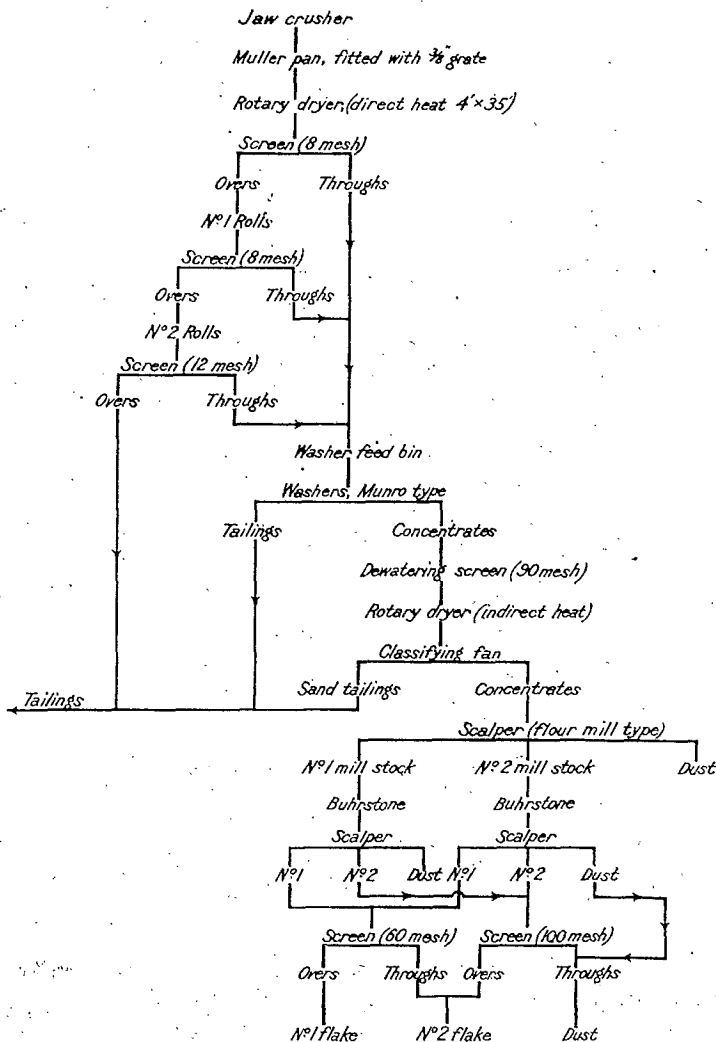 Jaw crusher
Muller pan, fitted with 3/8" grate
Rotary dryer, (direct heat 4'×35')
Screen (8 mesh)
Overs Throughs
Nº1 Rolls
Screen (8 mesh)
Overs Throughs
Nº2 Rolls
Screen (12 mesh)
Overs Throughs
Washer feed bin
Washers, Munro type
Tailings Concentrates
Dewatering screen (90 mesh)
Rotary dryer (indirect heat)
Classifying fan
Tailings Sand tailings Concentrates
Scalper (flour mill type)
Nº1 mill stock Nº2 mill stock Dust
Buhrstone Buhrstone
Scalper Scalper
Nº1 Nº2 Dust Nº1 Nº2 Dust
Screen (60 mesh) Screen (100 mesh)
Overs Throughs Overs Throughs
Nº1 flake Nº2 flake Dust